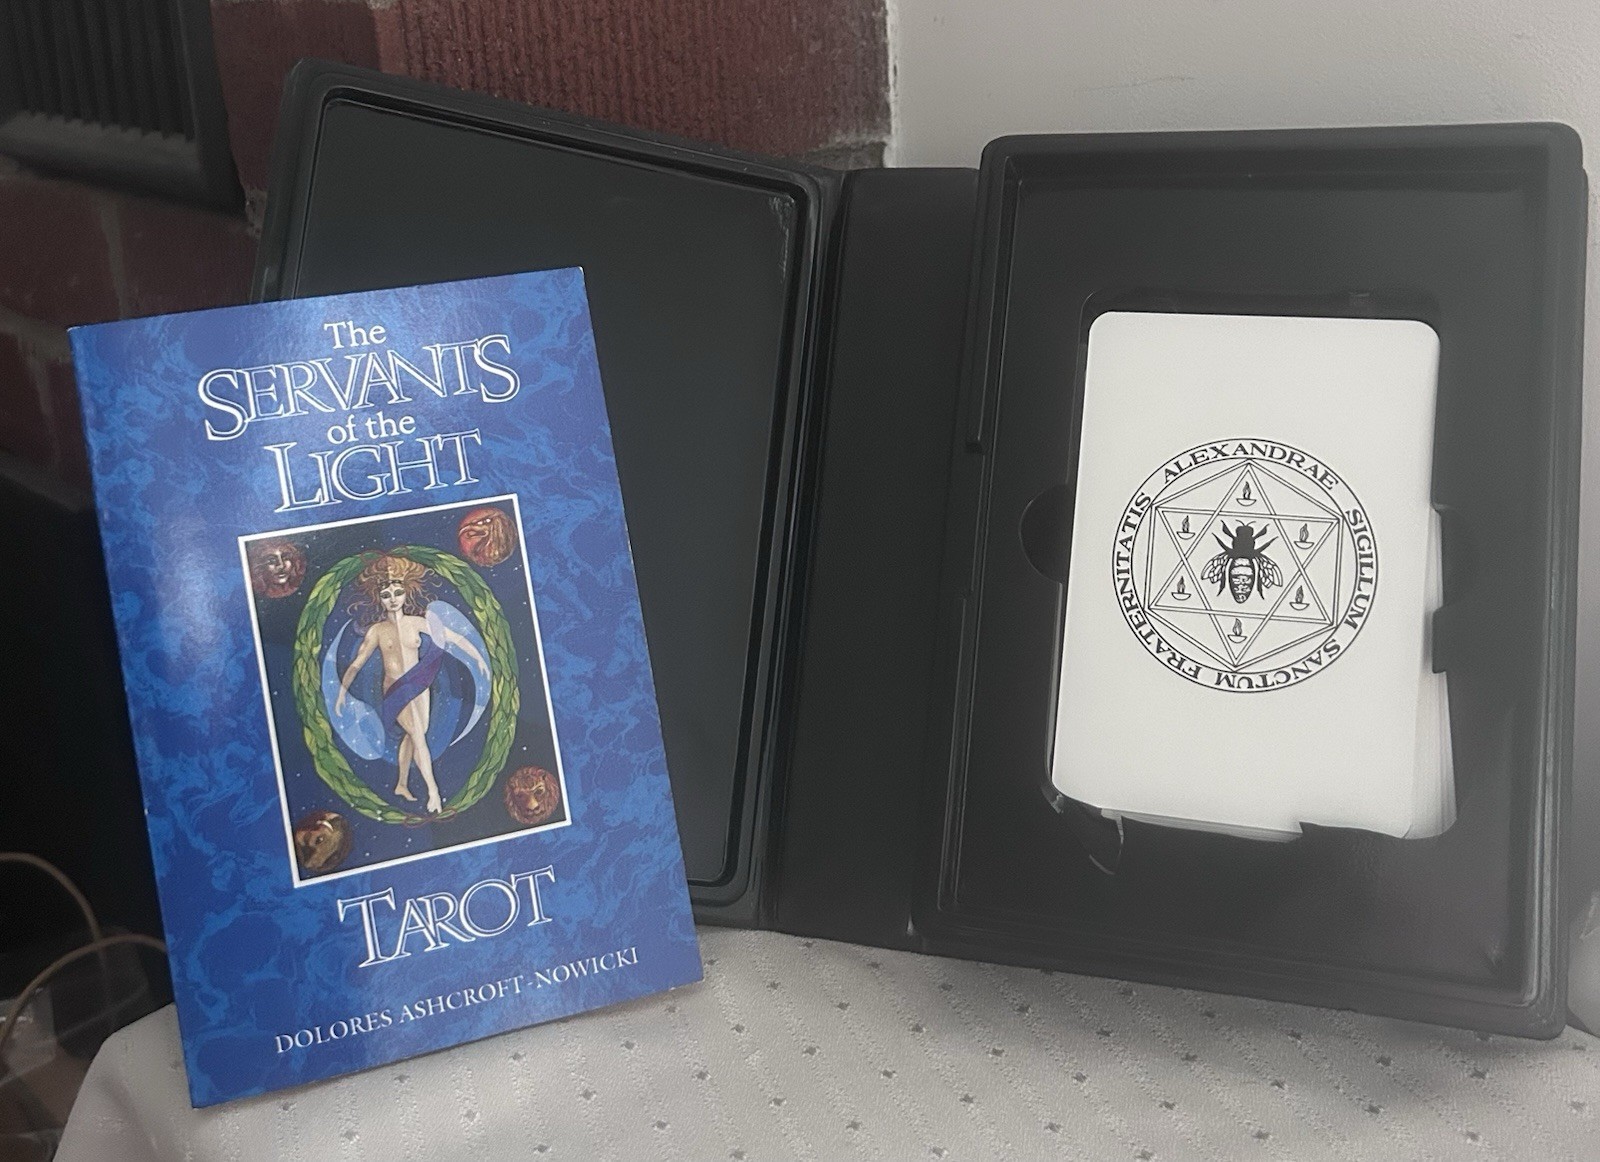 The
SERVANTS
of the
LIGHT
TAROT
DOLORES ASHCROFT-NOWICKI
SIGILLUM SANCTUM FRATERNITATIS ALEXANDRAE